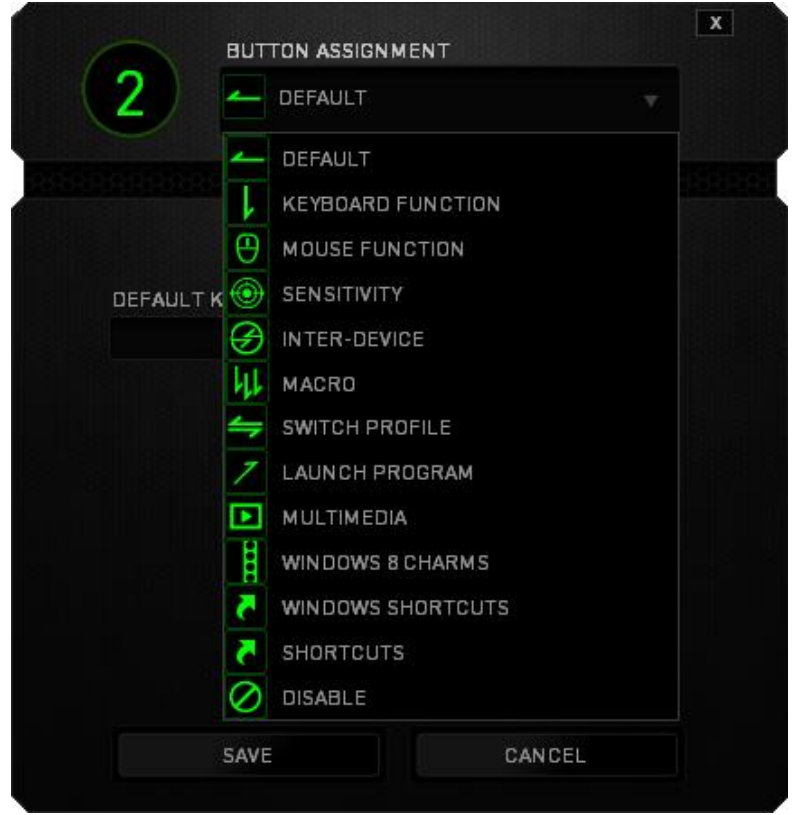 X
BUTTON ASSIGNMENT
2
DEFAULT
DEFAULT
KEYBOARD FUNCTION
MOUSE FUNCTION
SENSITIVITY
DEFAULT K
INTER-DEVICE
MACRO
SWITCH PROFILE
LAUNCH PROGRAM
MULTIMEDIA
WINDOWS 8 CHARMS
WINDOWS SHORTCUTS
SHORTCUTS
DISABLE
SAVE
CANCEL